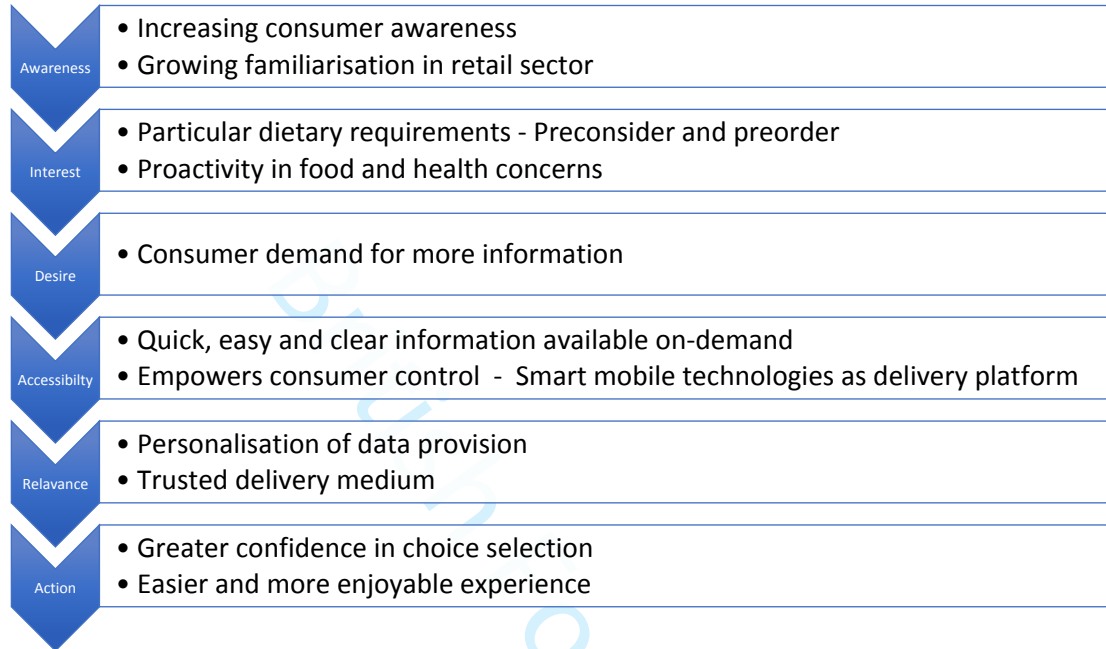 Awareness
• Increasing consumer awareness
• Growing familiarisation in retail sector
Interest
• Particular dietary requirements - Preconsider and preorder
• Proactivity in food and health concerns
Desire
• Consumer demand for more information
Accessibilty
• Quick, easy and clear information available on-demand
• Empowers consumer control  -  Smart mobile technologies as delivery platform
Relavance
• Personalisation of data provision
• Trusted delivery medium
Action
• Greater confidence in choice selection
• Easier and more enjoyable experience